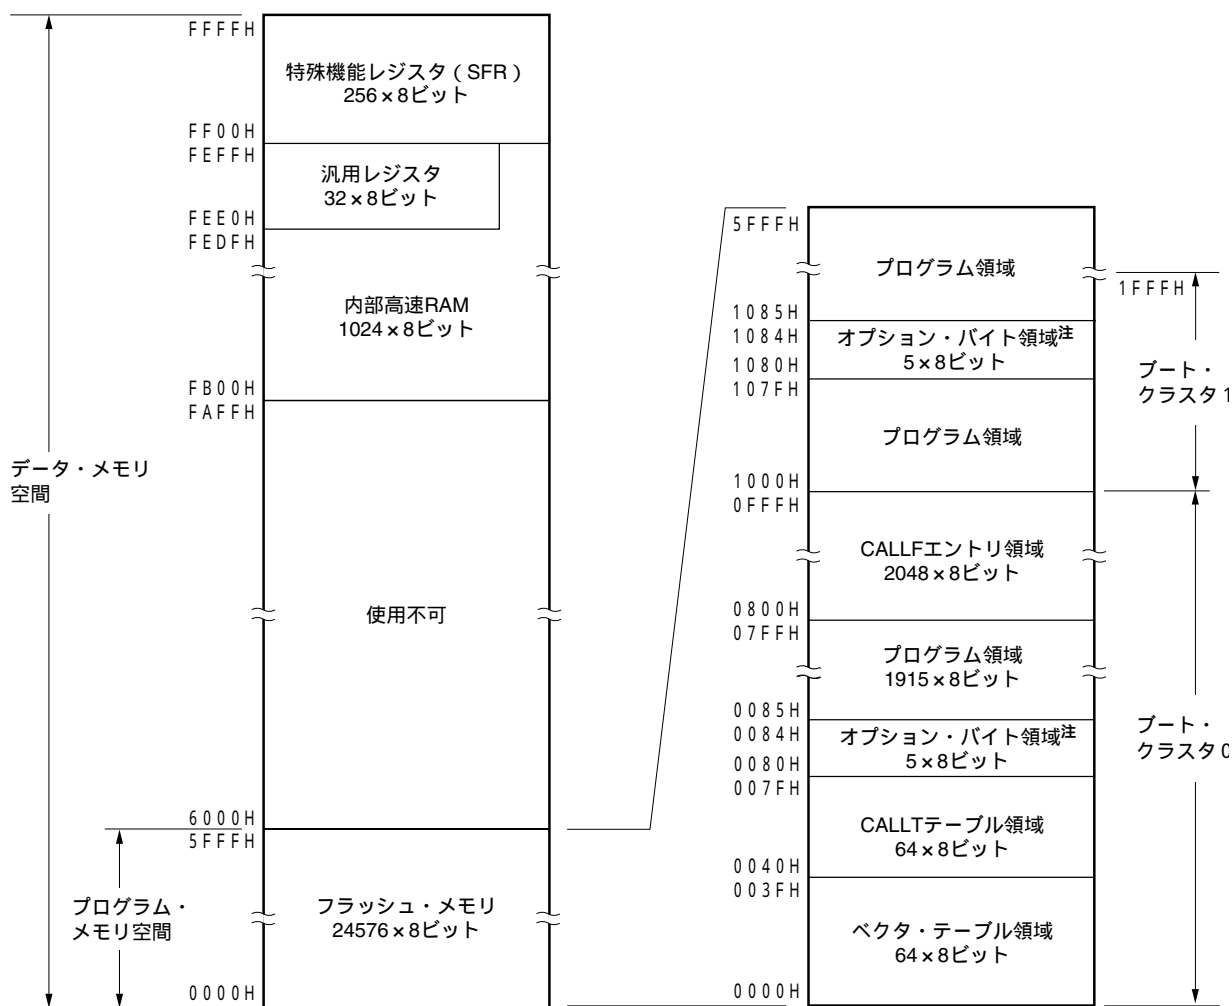 FFFFH
特殊機能レジスタ（SFR）
256×8ビット
FF00H
FEFFH
汎用レジスタ
32×8ビット
FEE0H
FEDFH
内部高速RAM
1024×8ビット
FB00H
FAFFH
データ・メモリ
空間
使用不可
6000H
5FFFH
プログラム・
メモリ空間
フラッシュ・メモリ
24576×8ビット
0000H
5FFFH
プログラム領域
1FFFH
1085H
1084H
オプション・バイト領域注
5×8ビット
1080H
107FH
ブート・
クラスタ1
プログラム領域
1000H
0FFFH
CALLFエントリ領域
2048×8ビット
0800H
07FFH
プログラム領域
1915×8ビット
0085H
0084H
オプション・バイト領域注
5×8ビット
0080H
007FH
ブート・
クラスタ0
CALLTテーブル領域
64×8ビット
0040H
003FH
ベクタ・テーブル領域
64×8ビット
0000H